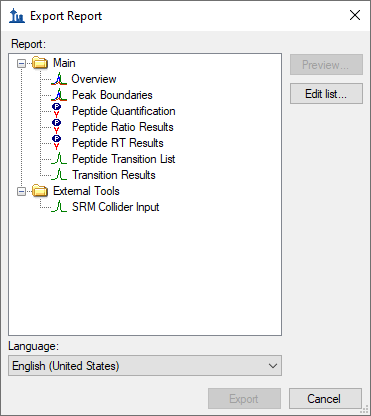 Export Report
Report:
Preview...
Edit list...
Main
Overview
Peak Boundaries
P Peptide Quantification
P Peptide Ratio Results
P Peptide RT Results
Peptide Transition List
Transition Results
External Tools
SRM Collider Input
Language:
English (United States)
Export
Cancel